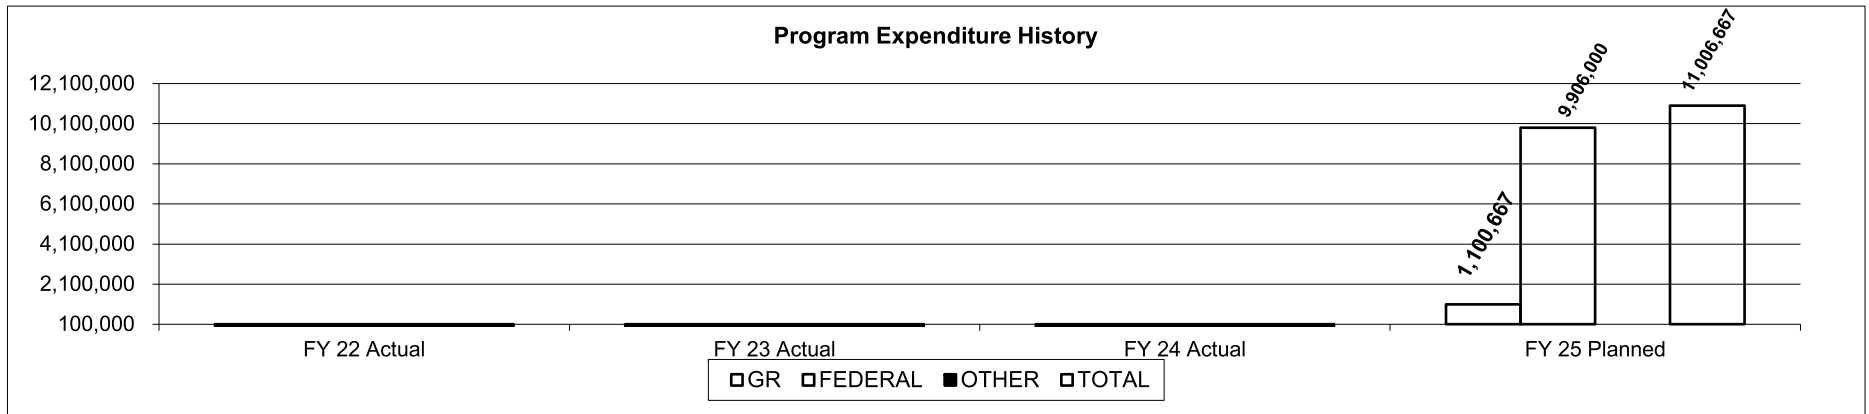 Program Expenditure History
12,100,000
10,100,000
8,100,000
6,100,000
4,100,000
2,100,000
100,000
1,100,667
9,906,000
11,006,667
FY 22 Actual
FY 23 Actual
FY 24 Actual
FY 25 Planned
GR FEDERAL OTHER TOTAL